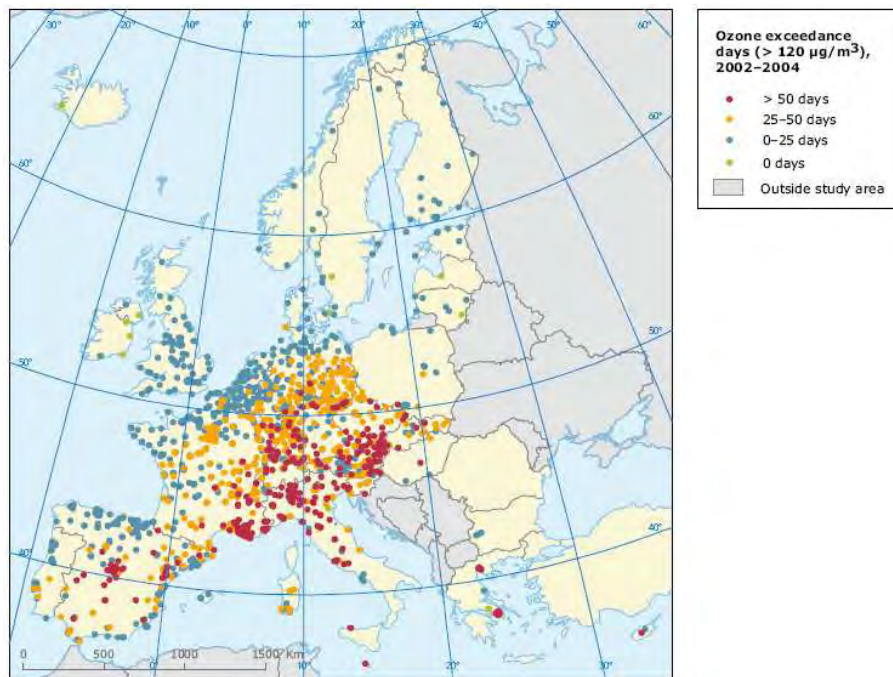 30° 20° 10° 0° 10° 20° 30° 40° 50° 60°
60°
60°
50°
50°
40°
40°
0 500 1000 1500 Km
0° 10° 20° 30°
Ozone exceedance
days (> 120 µg/m³),
2002–2004
> 50 days
25–50 days
0–25 days
0 days
Outside study area